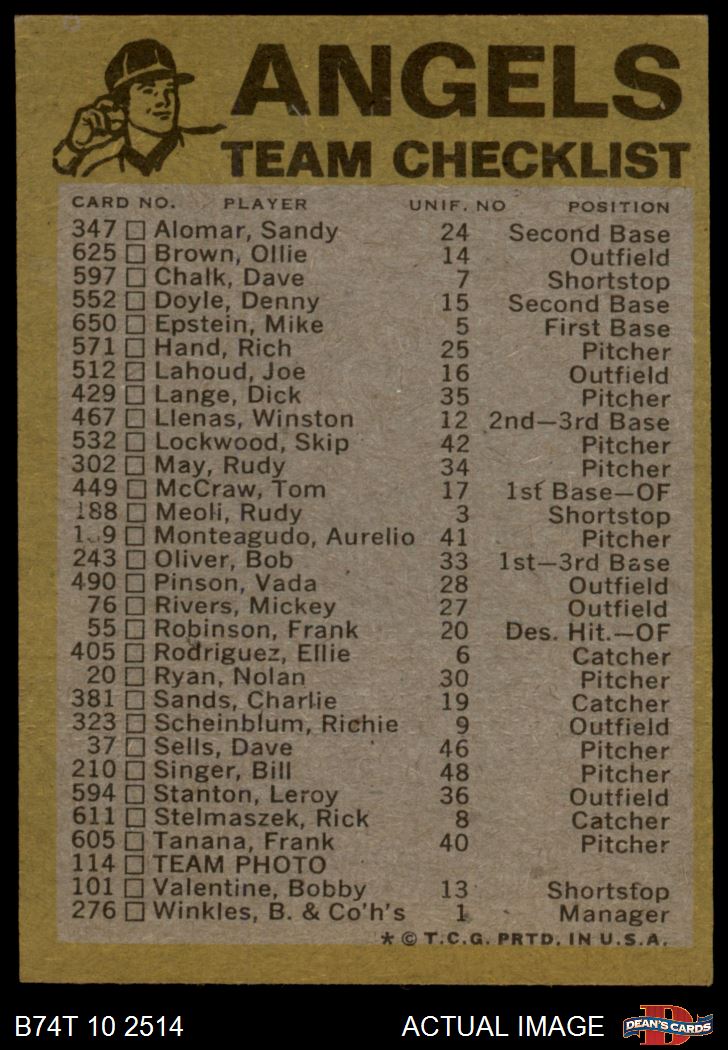 ANGELS
TEAM CHECKLIST
CARD NO. PLAYER UNIF. NO POSITION
347 Alomar, Sandy 24 Second Base
625 Brown, Ollie 14 Outfield
597 Chalk, Dave 7 Shortstop
552 Doyle, Denny 15 Second Base
650 Epstein, Mike 5 First Base
571 Hand, Rich 25 Pitcher
512 Lahoud, Joe 16 Outfield
429 Lange, Dick 35 Pitcher
467 Llenas, Winston 12 2nd—3rd Base
532 Lockwood, Skip 42 Pitcher
302 May, Rudy 34 Pitcher
449 McCraw, Tom 17 1st Base—OF
188 Meoli, Rudy 3 Shortstop
Monteagudo, Aurelio 41 Pitcher
243 Oliver, Bob 33 1st—3rd Base
490 Pinson, Vada 28 Outfield
76 Rivers, Mickey 27 Outfield
55 Robinson, Frank 20 Des. Hit.—OF
405 Rodriguez, Ellie 6 Catcher
20 Ryan, Nolan 30 Pitcher
381 Sands, Charlie 19 Catcher
323 Scheinblum, Richie 9 Outfield
37 Sells, Dave 46 Pitcher
210 Singer, Bill 48 Pitcher
594 Stanton, Leroy 36 Outfield
611 Stelmaszek, Rick 8 Catcher
605 Tanana, Frank 40 Pitcher
114 TEAM PHOTO
101 Valentine, Bobby 13 Shortstop
276 Winkles, B. & Co'h's 1 Manager
* © T.C.G. PRTD. IN U.S.A.
B74T 10 2514 ACTUAL IMAGE D DEAN'S CARDS